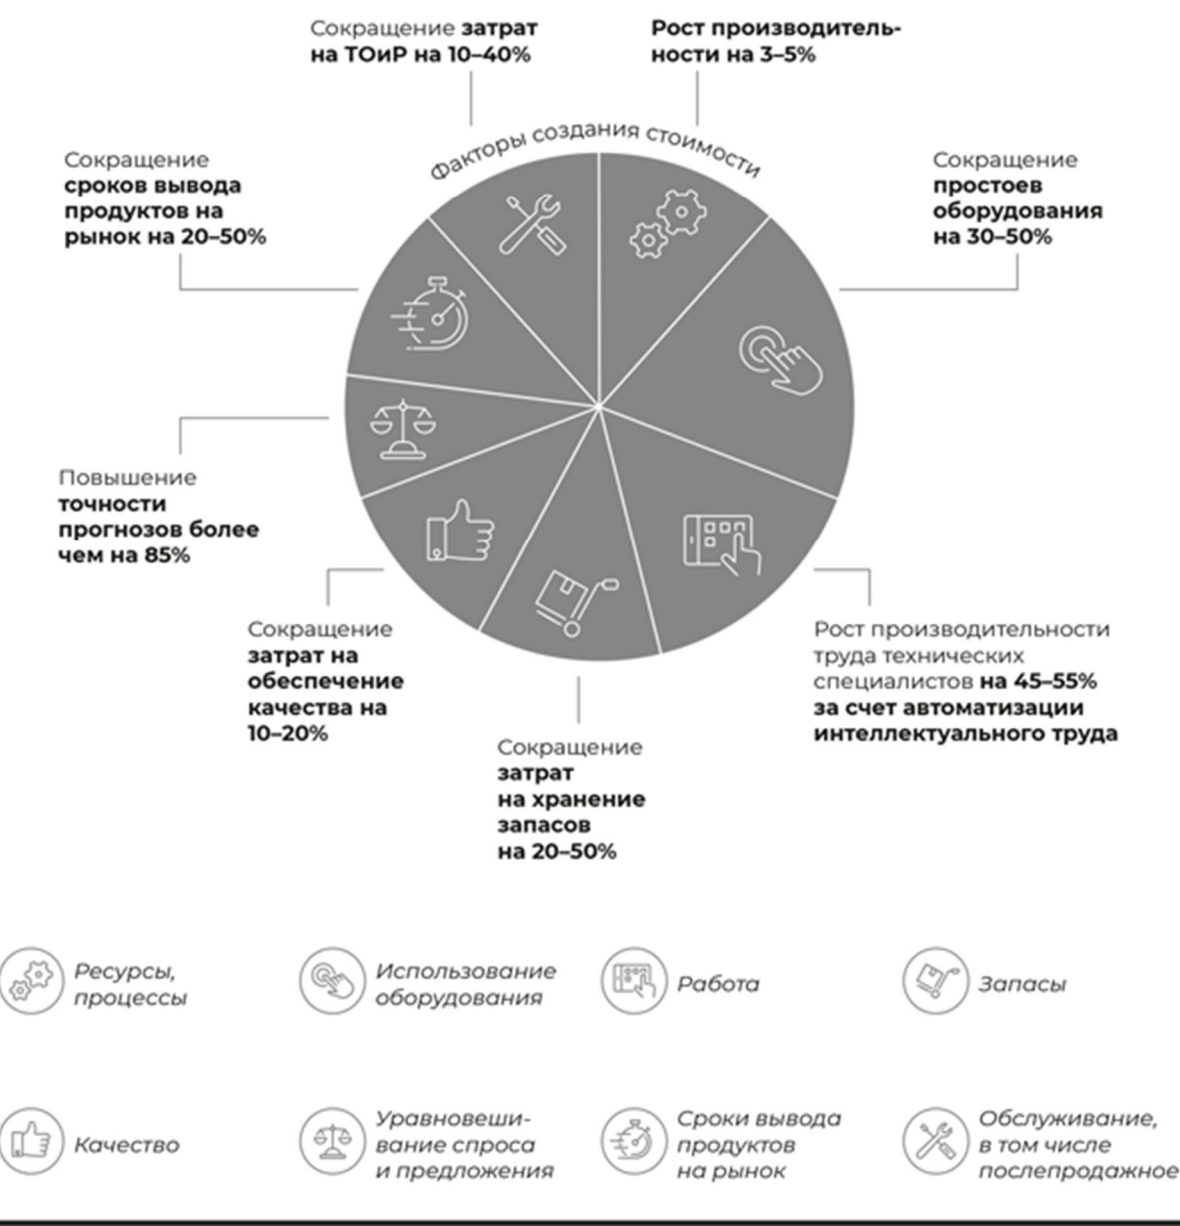 Сокращение затрат
на ТОиР на 10–40%
Рост производитель-
ности на 3–5%
Факторы создания стоимости
Сокращение
сроков вывода
продуктов на
рынок на 20–50%
Сокращение
простоев
оборудования
на 30–50%
Повышение
точности
прогнозов более
чем на 85%
Сокращение
затрат на
обеспечение
качества на
10–20%
Рост производительности
труда технических
специалистов на 45–55%
за счет автоматизации
интеллектуального труда
Сокращение
затрат
на хранение
запасов
на 20–50%
Ресурсы,
процессы
Использование
оборудования
Работа
Запасы
Качество
Уравновеши-
вание спроса
и предложения
Сроки вывода
продуктов
на рынок
Обслуживание,
в том числе
послепродажное